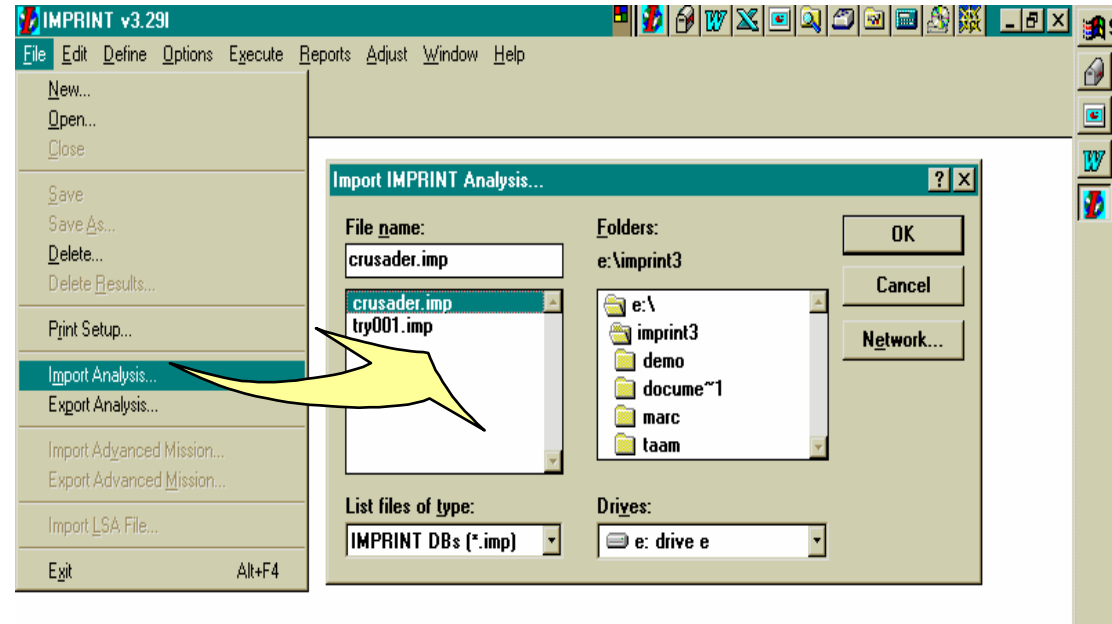 IMPRINT v3.29I
File Edit Define Options Execute Reports Adjust Window Help
New...
Open...
Close
Save
Save As...
Delete...
Delete Results...
Print Setup...
Import Analysis...
Export Analysis...
Import Advanced Mission...
Export Advanced Mission...
Import LSA File...
Exit Alt+F4
Import IMPRINT Analysis...
File name:
crusader.imp
crusader.imp
try001.imp
List files of type:
IMPRINT DBs (*.imp)
Folders:
e:\imprint3
e:\
imprint3
demo
docume~1
marc
taam
Drives:
e: drive e
OK
Cancel
Network...